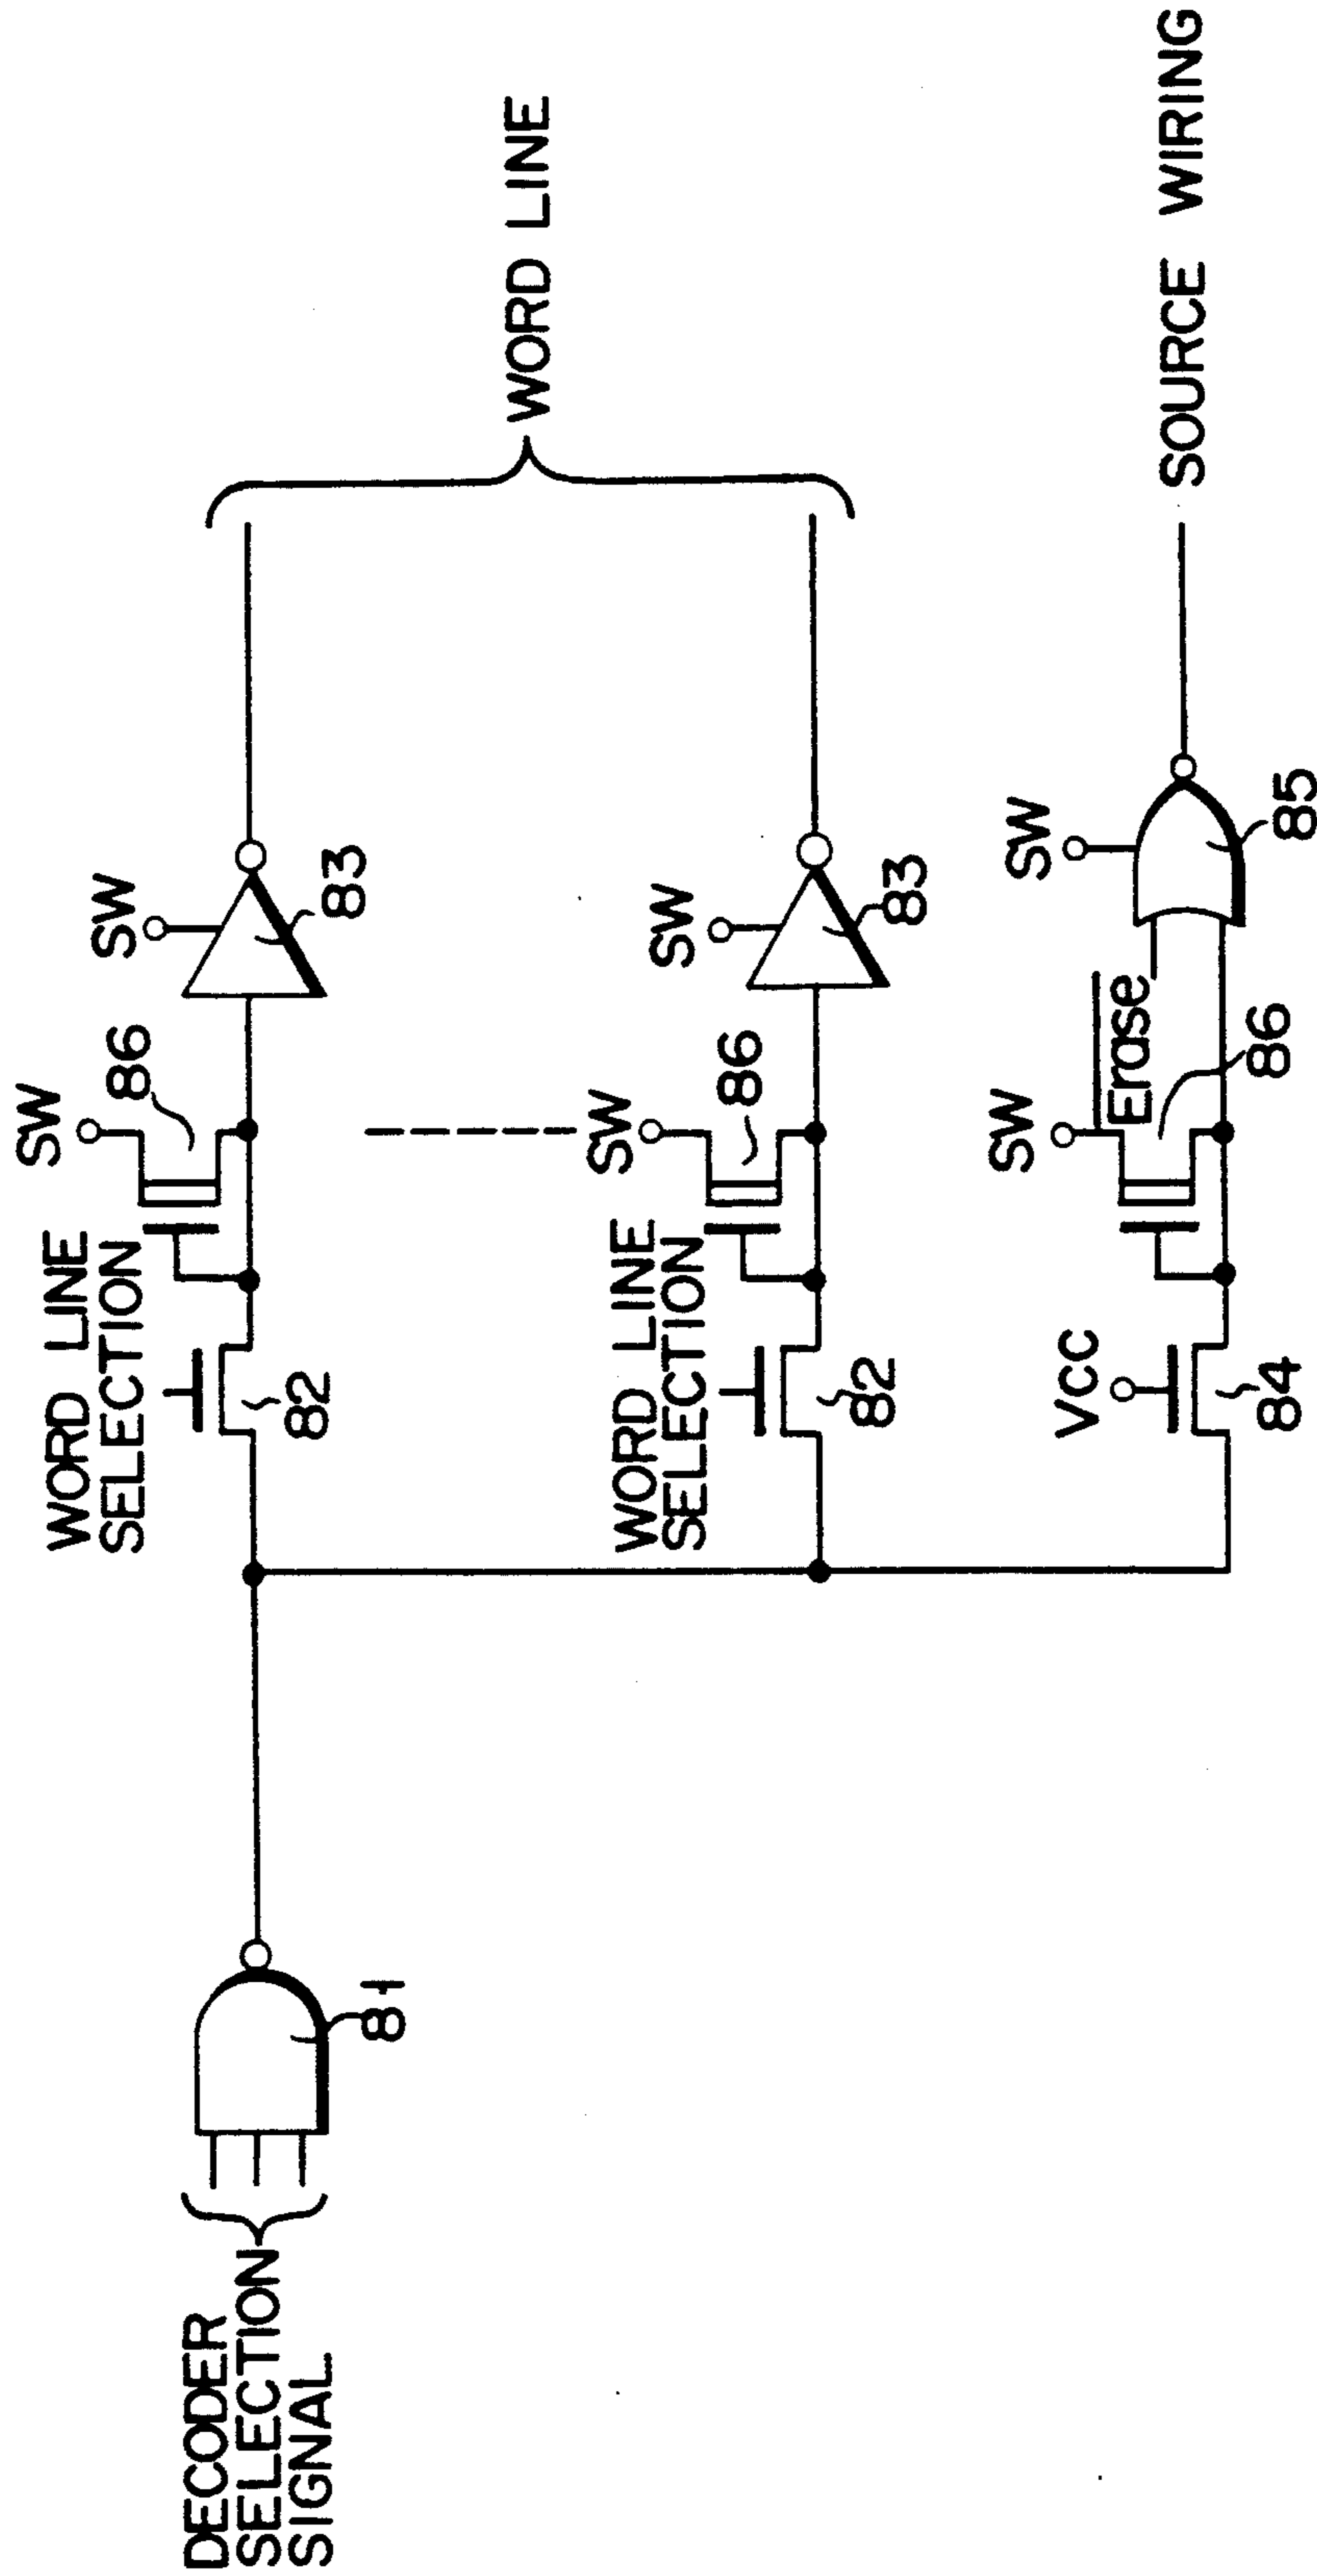 DECODER
SELECTION
SIGNAL
81
WORD LINE
SELECTION
82
SW
86
SW
83
WORD LINE
WORD LINE
SELECTION
82
SW
86
SW
83
VCC
84
SW
86
Erase
SW
85
SOURCE WIRING